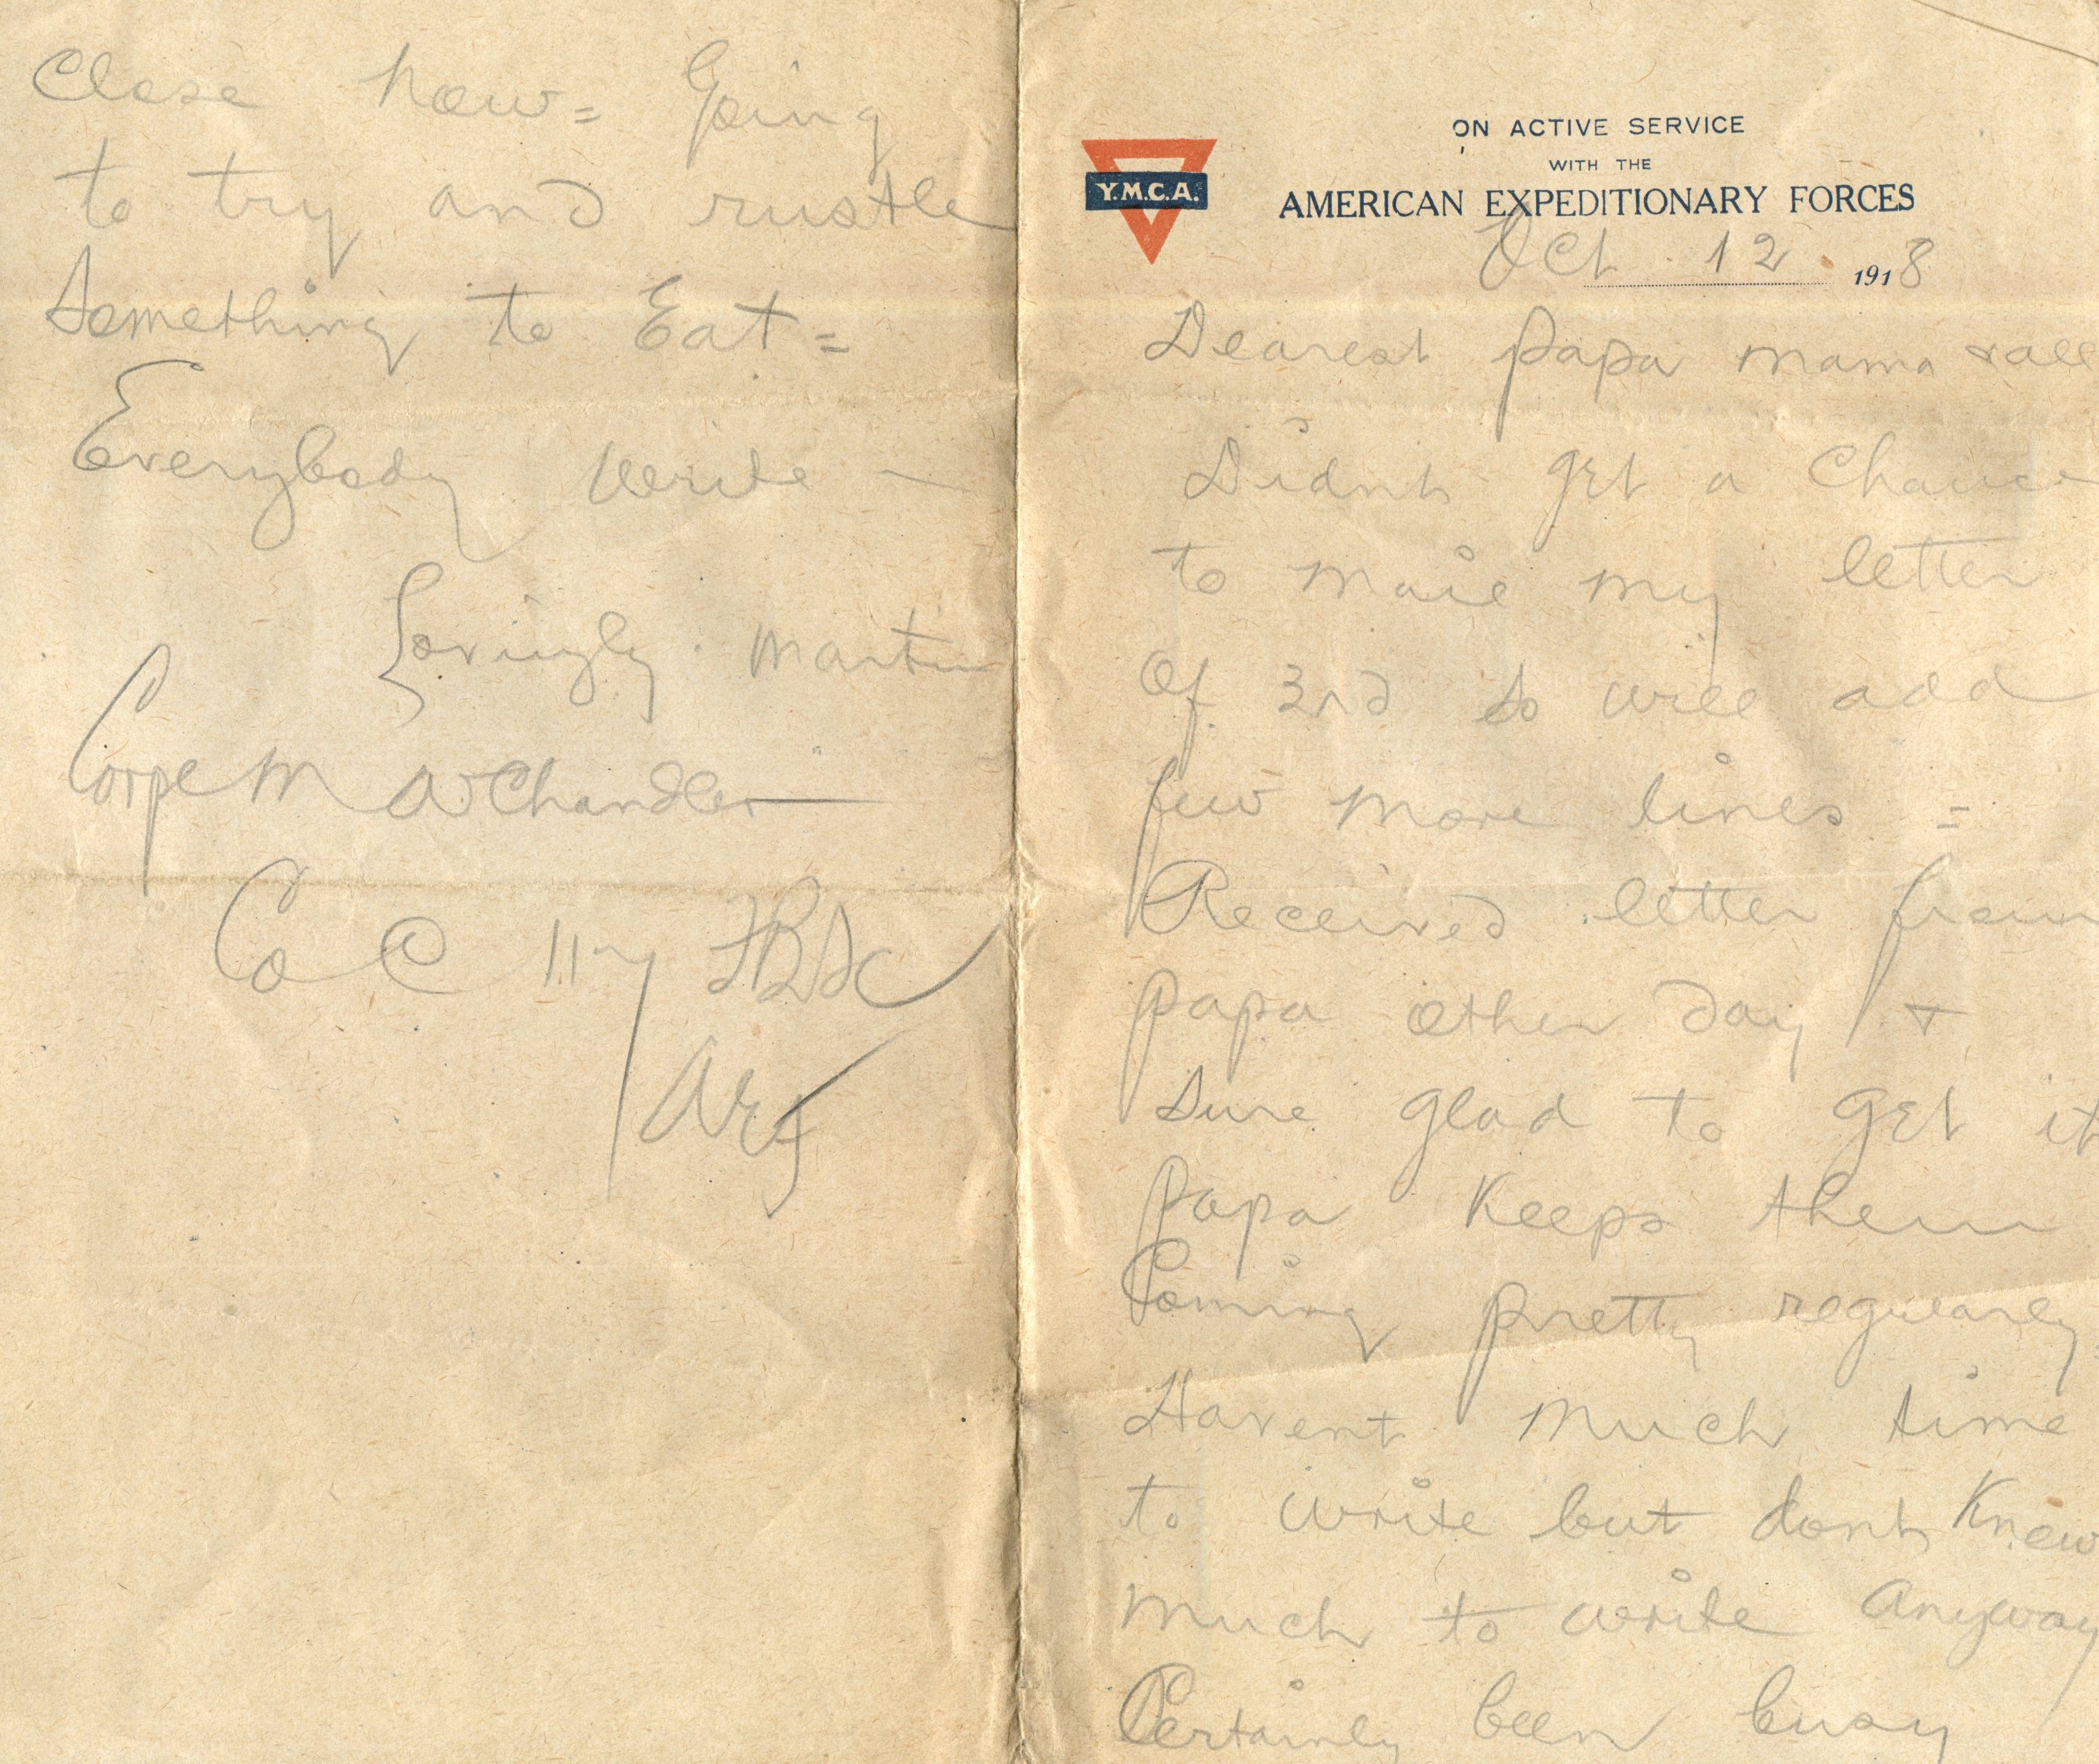 Close now = Going
to try and rustle
Something to Eat =
Everybody write —
Lovingly. Martin
Corpl M W Chandler
Co C 117 FBSC
AEF
Y.M.C.A.
ON ACTIVE SERVICE
WITH THE
AMERICAN EXPEDITIONARY FORCES
Oct. 12. 1918
Dearest Papa Mama & all
Didnt get a Chance
to mail my letter
Of 3rd so will add
few more lines =
Received letter from
Papa other day &
Sure glad to get it
Papa Keeps them
Coming pretty regularly
Havent much time
to write but dont Know
much to write Anyway
Certainly been busy